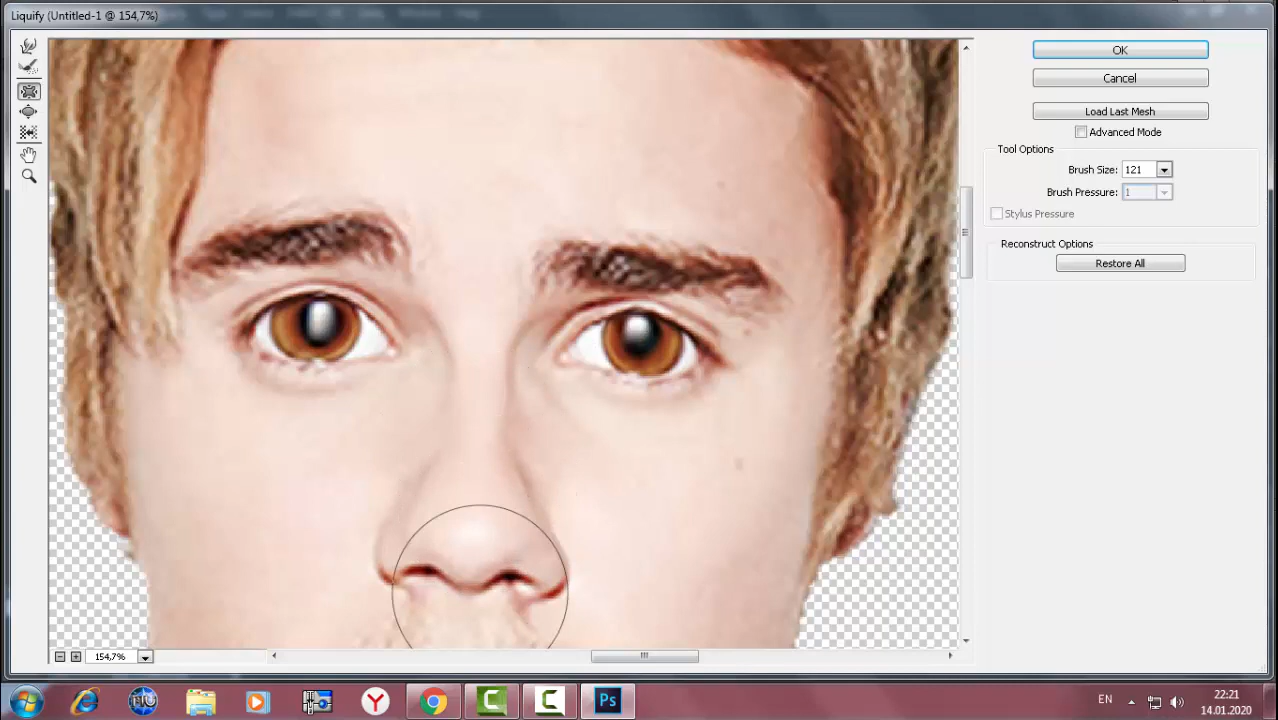 Liquify (Untitled-1 @ 154,7%)
OK
Cancel
Load Last Mesh
Advanced Mode
Tool Options
Brush Size: 121
Brush Pressure: 1
Stylus Pressure
Reconstruct Options
Restore All
154,7%
Ps
EN
22:21
14.01.2020